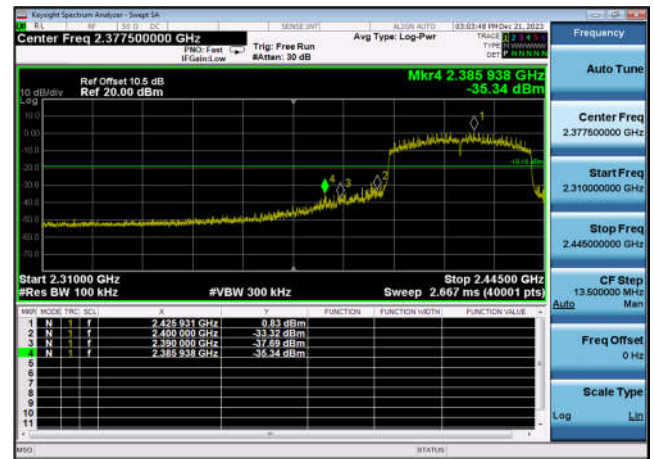 Keysight Spectrum Analyzer - Swept SA
RL RF 50 Ω DC SENSE:INT ALIGN AUTO 03:03:48 PM Dec 21, 2023
Center Freq 2.377500000 GHz
PNO: Fast
IFGain:Low
Trig: Free Run
#Atten: 30 dB
Avg Type: Log-Pwr
TRACE 1 2 3 4 5 6
TYPE
DET P N N N N N
Ref Offset 10.5 dB
Ref 20.00 dBm
10 dB/div
Log
Mkr4 2.385 938 GHz
-35.34 dBm
10.0
0.00
-10.0
-20.0
-30.0
-40.0
-50.0
-60.0
-70.0
1
2
3
4
Start 2.31000 GHz
#Res BW 100 kHz
#VBW 300 kHz
Stop 2.44500 GHz
Sweep 2.667 ms (40001 pts)
MKR MODE TRC SCL X Y FUNCTION FUNCTION WIDTH FUNCTION VALUE
1 N 1 f 2.425 931 GHz 0.83 dBm
2 N 1 f 2.400 000 GHz -33.32 dBm
3 N 1 f 2.390 000 GHz -37.69 dBm
4 N 1 f 2.385 938 GHz -35.34 dBm
5
6
7
8
9
10
11
MSG
STATUS
Frequency
Auto Tune
Center Freq
2.377500000 GHz
Start Freq
2.310000000 GHz
Stop Freq
2.445000000 GHz
CF Step
13.500000 MHz
Auto Man
Freq Offset
0 Hz
Scale Type
Log Lin